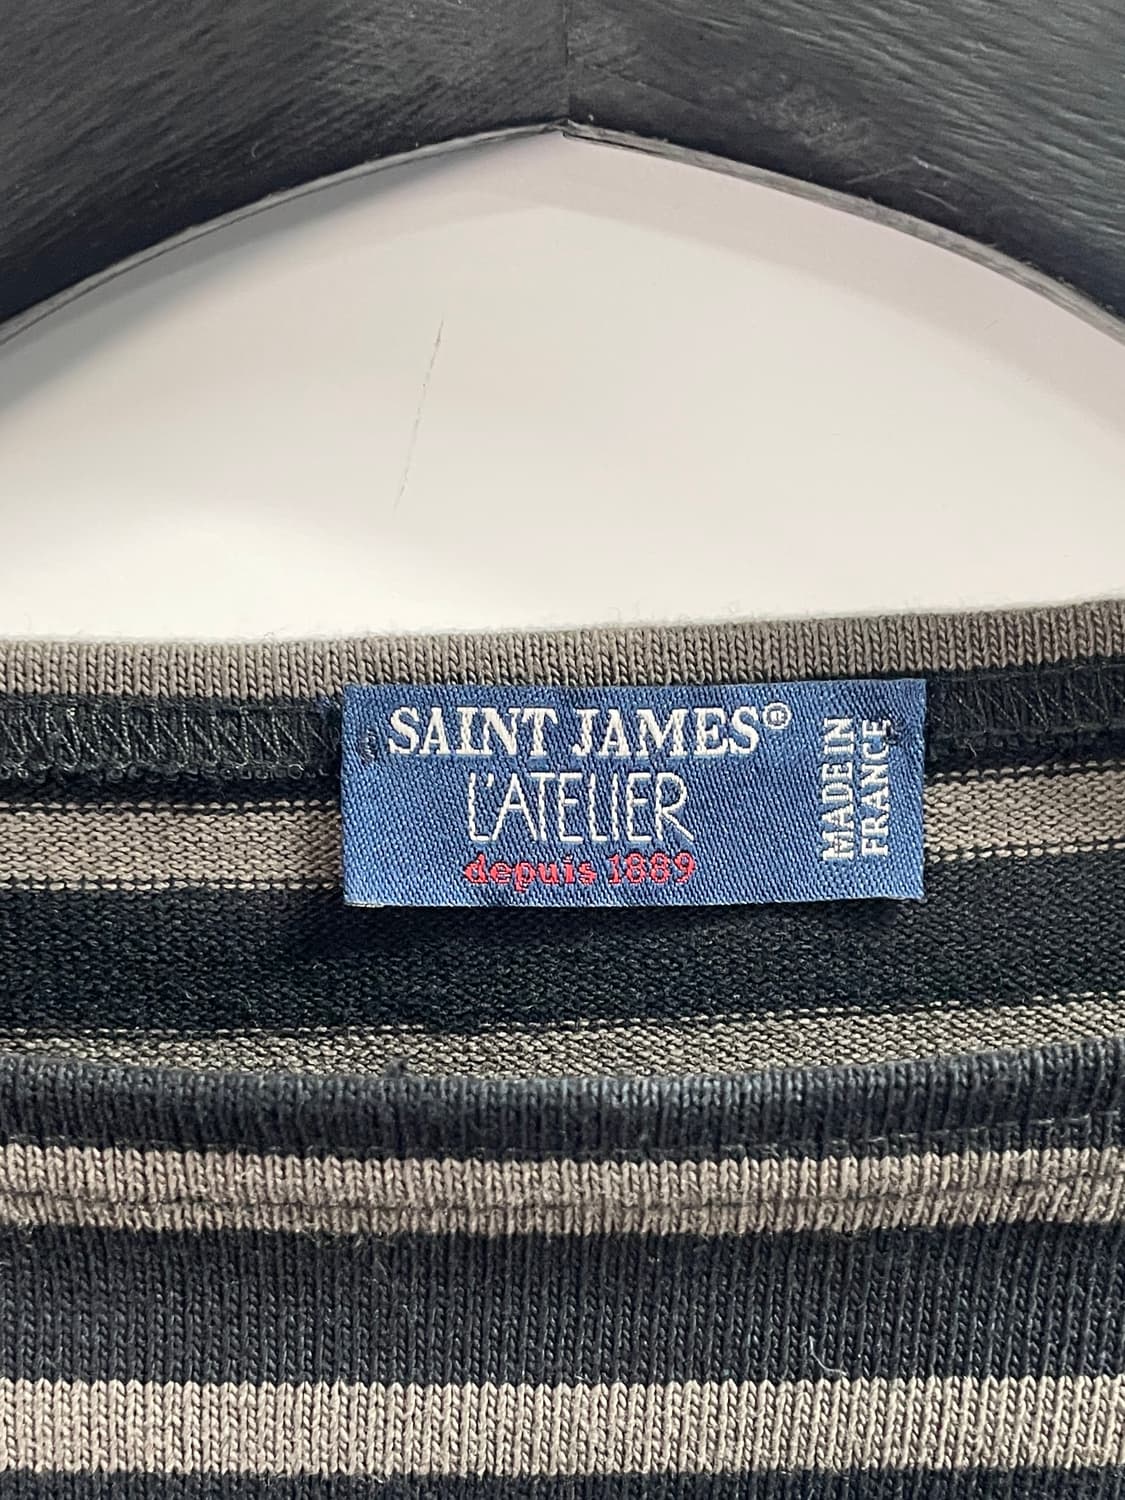 SAINT JAMES®
L'ATELIER
depuis 1889
MADE IN
FRANCE